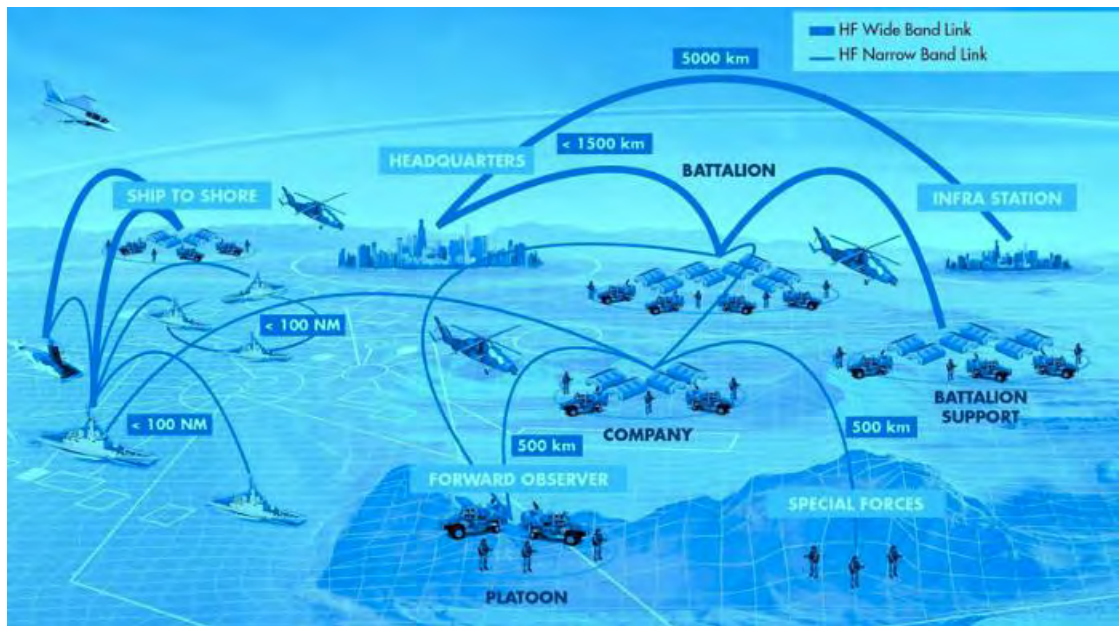 HF Wide Band Link
HF Narrow Band Link
5000 km
< 1500 km
HEADQUARTERS
BATTALION
SHIP TO SHORE
INFRA STATION
< 100 NM
BATTALION
SUPPORT
< 100 NM
COMPANY
500 km
500 km
FORWARD OBSERVER
SPECIAL FORCES
PLATOON